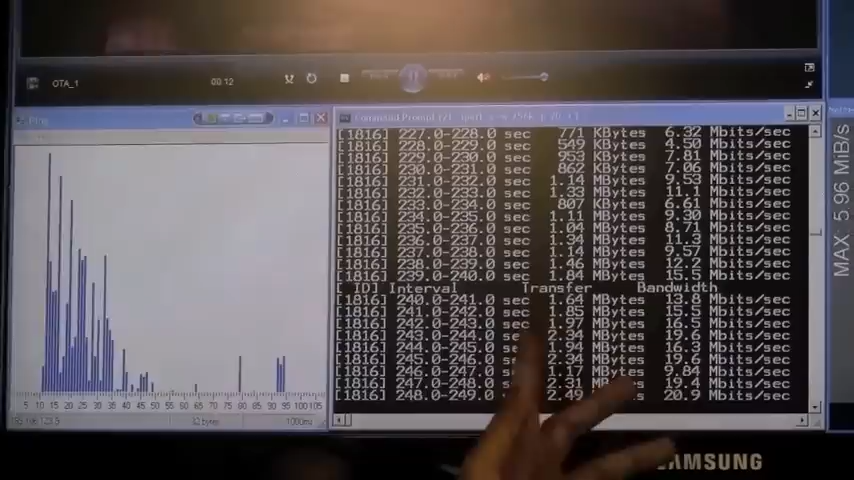 OTA_1
00:12
Ping
Command Prompt (2)
[1816] 227.0-228.0 sec 771 KBytes 6.32 Mbits/sec
[1816] 228.0-229.0 sec 549 KBytes 4.50 Mbits/sec
[1816] 229.0-230.0 sec 953 KBytes 7.81 Mbits/sec
[1816] 230.0-231.0 sec 862 KBytes 7.06 Mbits/sec
[1816] 231.0-232.0 sec 1.14 MBytes 9.53 Mbits/sec
[1816] 232.0-233.0 sec 1.33 MBytes 11.1 Mbits/sec
[1816] 233.0-234.0 sec 807 KBytes 6.61 Mbits/sec
[1816] 234.0-235.0 sec 1.11 MBytes 9.30 Mbits/sec
[1816] 235.0-236.0 sec 1.04 MBytes 8.71 Mbits/sec
[1816] 236.0-237.0 sec 1.34 MBytes 11.3 Mbits/sec
[1816] 237.0-238.0 sec 1.14 MBytes 9.57 Mbits/sec
[1816] 238.0-239.0 sec 1.46 MBytes 12.2 Mbits/sec
[1816] 239.0-240.0 sec 1.84 MBytes 15.5 Mbits/sec
[ ID] Interval Transfer Bandwidth
[1816] 240.0-241.0 sec 1.64 MBytes 13.8 Mbits/sec
[1816] 241.0-242.0 sec 1.85 MBytes 15.5 Mbits/sec
[1816] 242.0-243.0 sec 1.97 MBytes 16.5 Mbits/sec
[1816] 243.0-244.0 sec MBytes Mbits/sec
[1816] 244.0-245.0 sec 1.94 MBytes 16.3 Mbits/sec
[1816] 245.0-246.0 sec 2.34 MBytes 19.6 Mbits/sec
[1816] 246.0-247.0 sec 1.17 MBytes 9.84 Mbits/sec
[1816] 247.0-248.0 sec 2.31 MBytes 19.4 Mbits/sec
[1816] 248.0-249.0 sec 2.49 MBytes 20.9 Mbits/sec
5 10 15 20 25 30 35 40 45 50 55 60 65 70 75 80 85 90 95 100 105
32 bytes
1000ms
MAX: 5.96 MiB/s
SAMSUNG